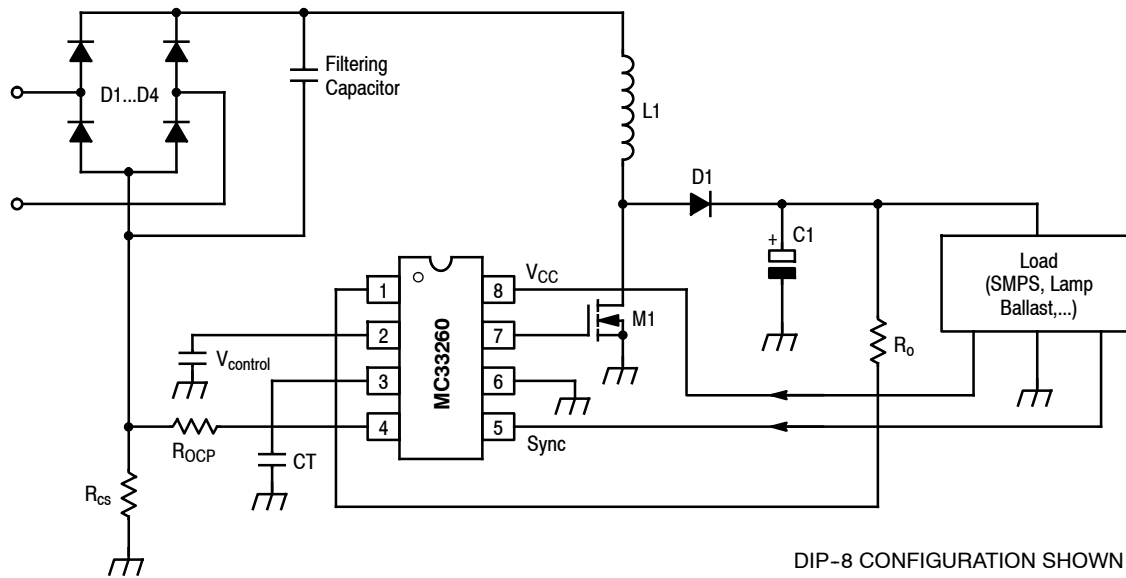 Filtering
Capacitor
D1...D4
L1
D1
+
C1
Load
(SMPS, Lamp
Ballast,...)
VCC
1
8
M1
2
7
Vcontrol
Ro
MC33260
3
6
4
5
Sync
ROCP
CT
Rcs
DIP-8 CONFIGURATION SHOWN